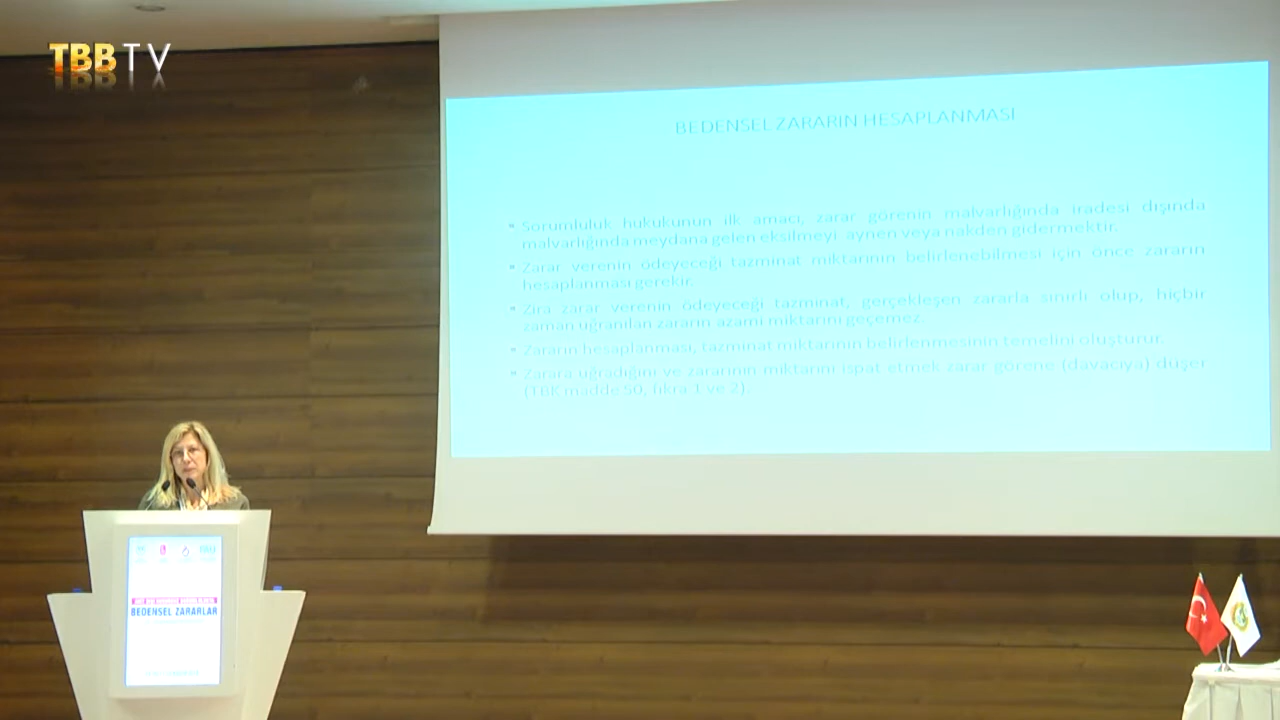 TBB TV
BEDENSEL ZARARIN HESAPLANMASI
Sorumluluk hukukunun ilk amacı, zarar görenin malvarlığında iradesi dışında
malvarlığında meydana gelen eksilmeyi aynen veya nakden gidermektir.
Zarar verenin ödeyeceği tazminat miktarının belirlenebilmesi için önce zararın
hesaplanması gerekir.
Zira zarar verenin ödeyeceği tazminat, gerçekleşen zararla sınırlı olup, hiçbir
zaman uğranılan zararın azami miktarını geçemez.
Zararın hesaplanması, tazminat miktarının belirlenmesinin temelini oluşturur.
Zarara uğradığını ve zararının miktarını ispat etmek zarar görene (davacıya) düşer
(TBK madde 50, fıkra 1 ve 2).
BEDENSEL ZARARLAR